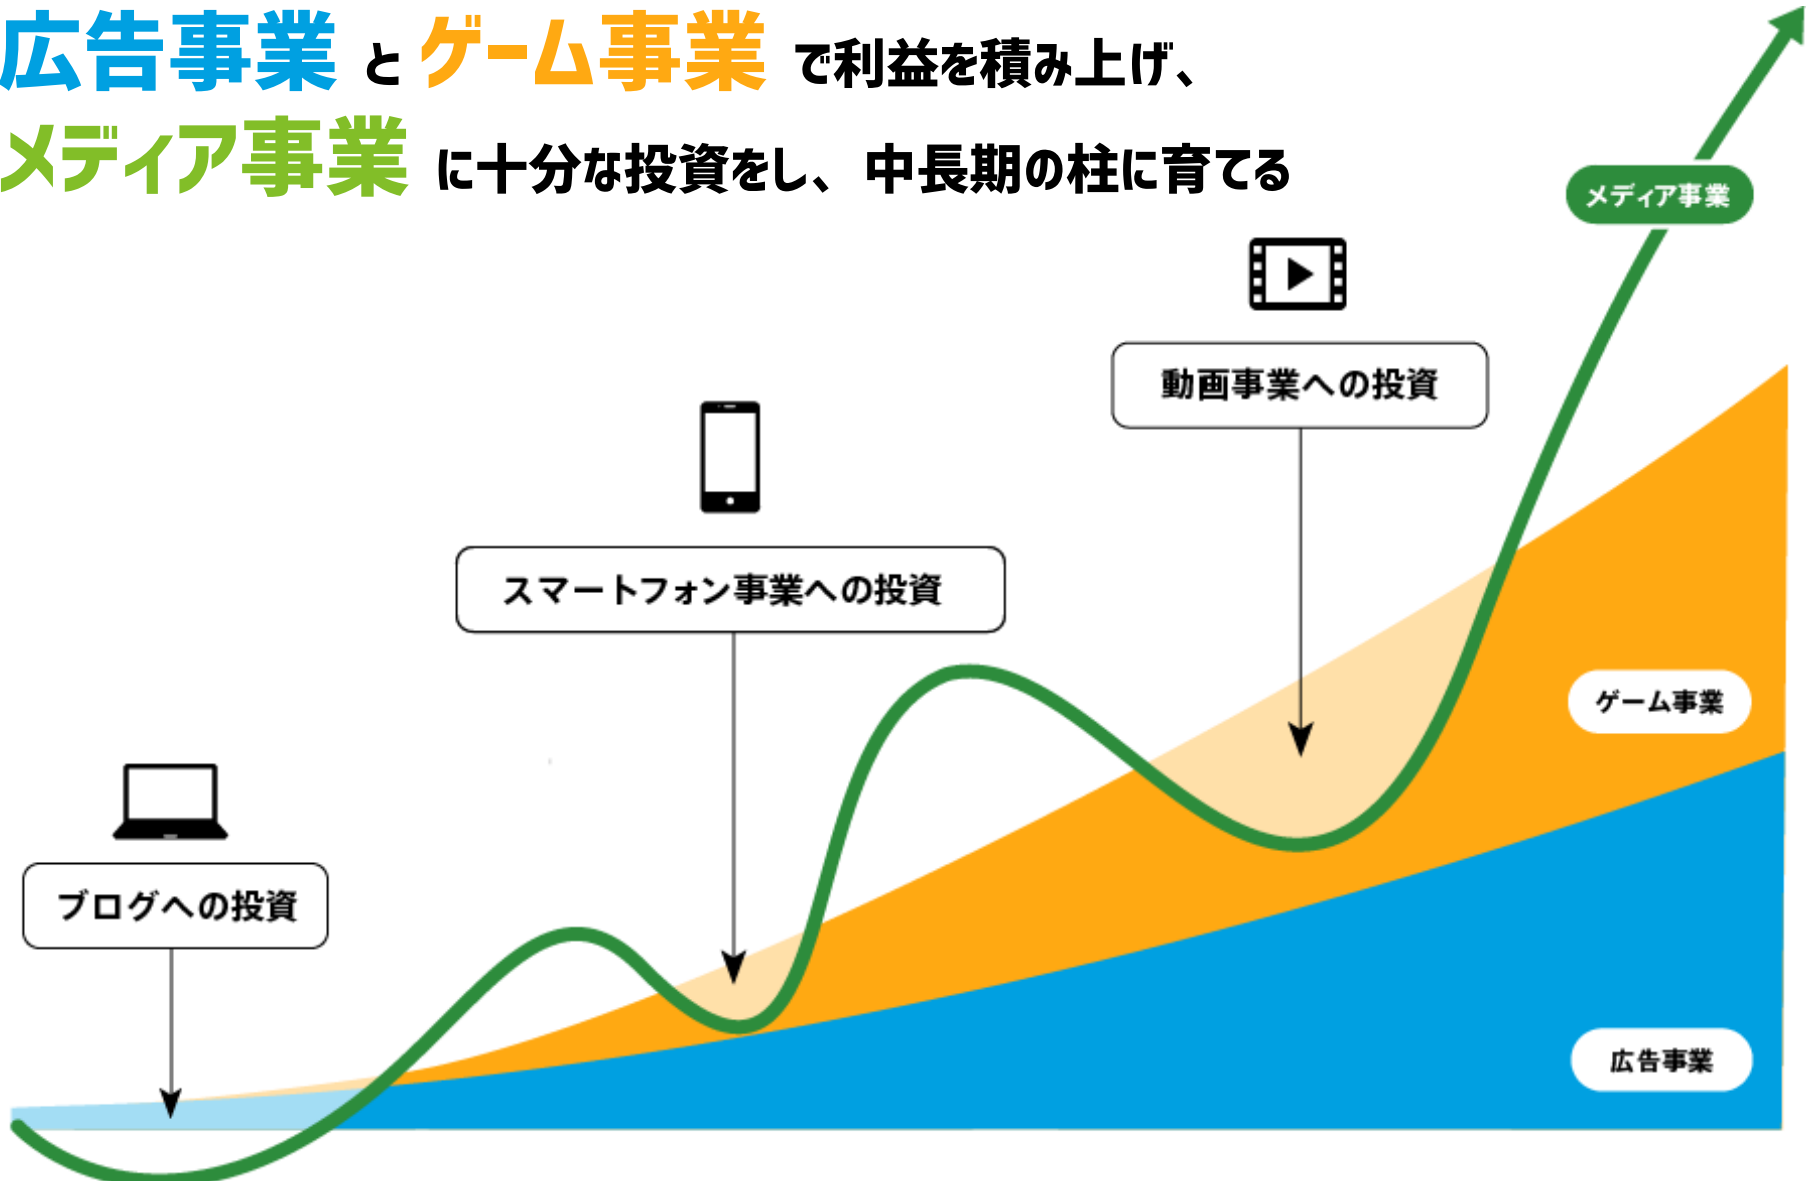 広告事業 と ゲーム事業 で利益を積み上げ、
メディア事業 に十分な投資をし、中長期の柱に育てる
メディア事業
動画事業への投資
スマートフォン事業への投資
ゲーム事業
ブログへの投資
広告事業